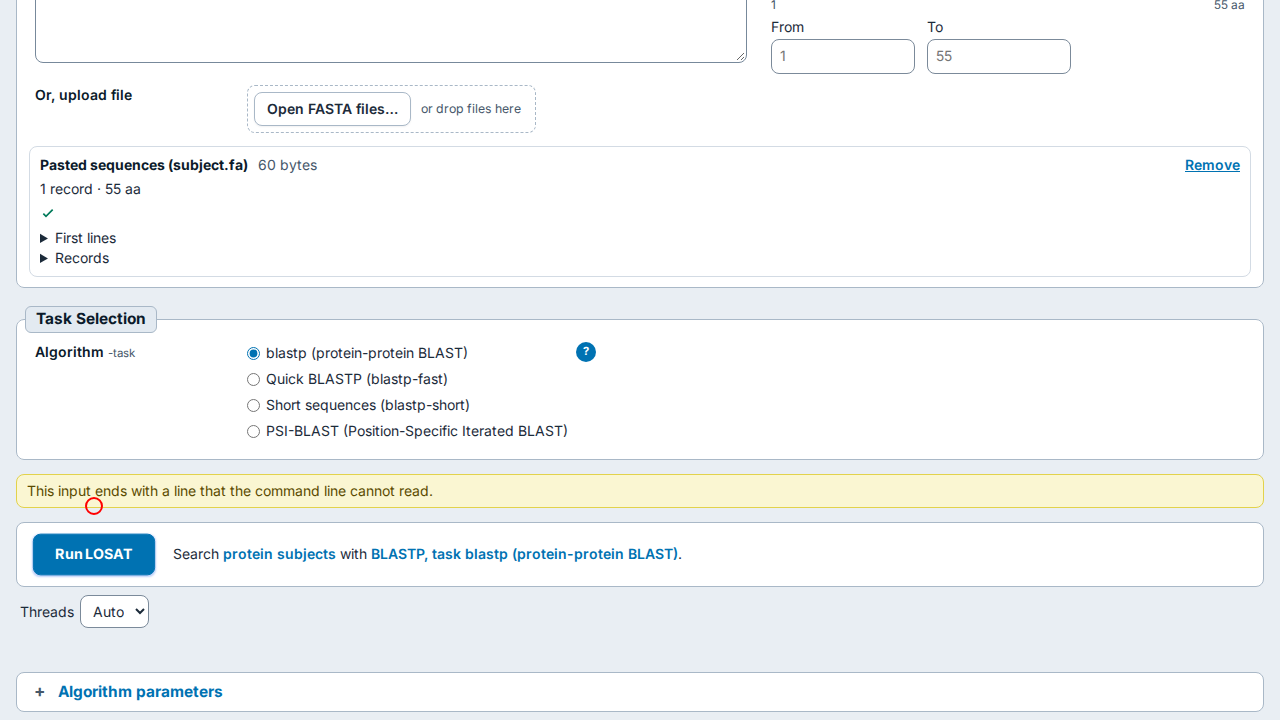 1 55 aa
From To
1 55
Or, upload file
Open FASTA files... or drop files here
Pasted sequences (subject.fa) 60 bytes Remove
1 record · 55 aa
First lines
Records
Task Selection
Algorithm -task
blastp (protein-protein BLAST) ?
Quick BLASTP (blastp-fast)
Short sequences (blastp-short)
PSI-BLAST (Position-Specific Iterated BLAST)
This input ends with a line that the command line cannot read.
Run LOSAT Search protein subjects with BLASTP, task blastp (protein-protein BLAST).
Threads Auto
+ Algorithm parameters